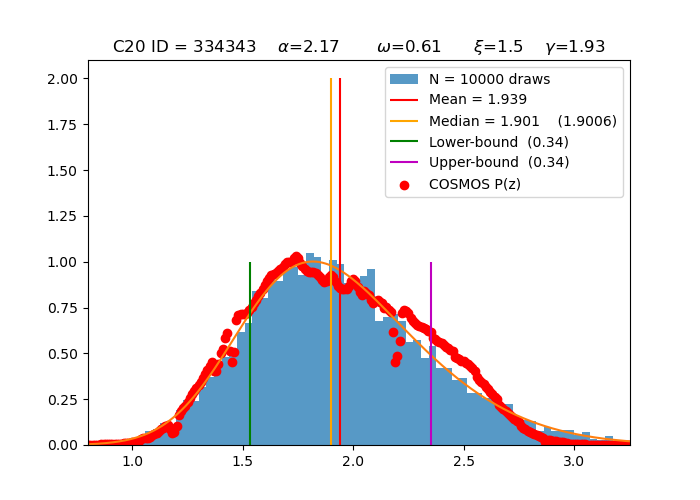 C20 ID = 334343 α=2.17 ω=0.61 ξ=1.5 γ=1.93
N = 10000 draws
Mean = 1.939
Median = 1.901 (1.9006)
Lower-bound (0.34)
Upper-bound (0.34)
COSMOS P(z)
2.00
1.75
1.50
1.25
1.00
0.75
0.50
0.25
0.00
1.0 1.5 2.0 2.5 3.0